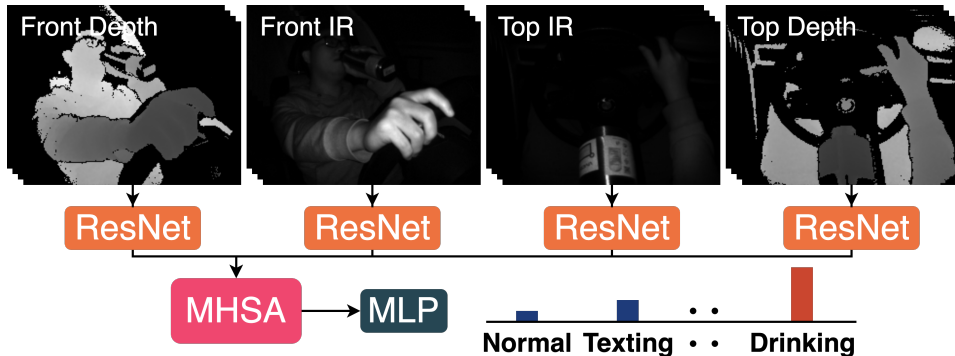 Front Depth
Front IR
Top IR
Top Depth
ResNet
ResNet
ResNet
ResNet
MHSA
MLP
Normal
Texting
Drinking